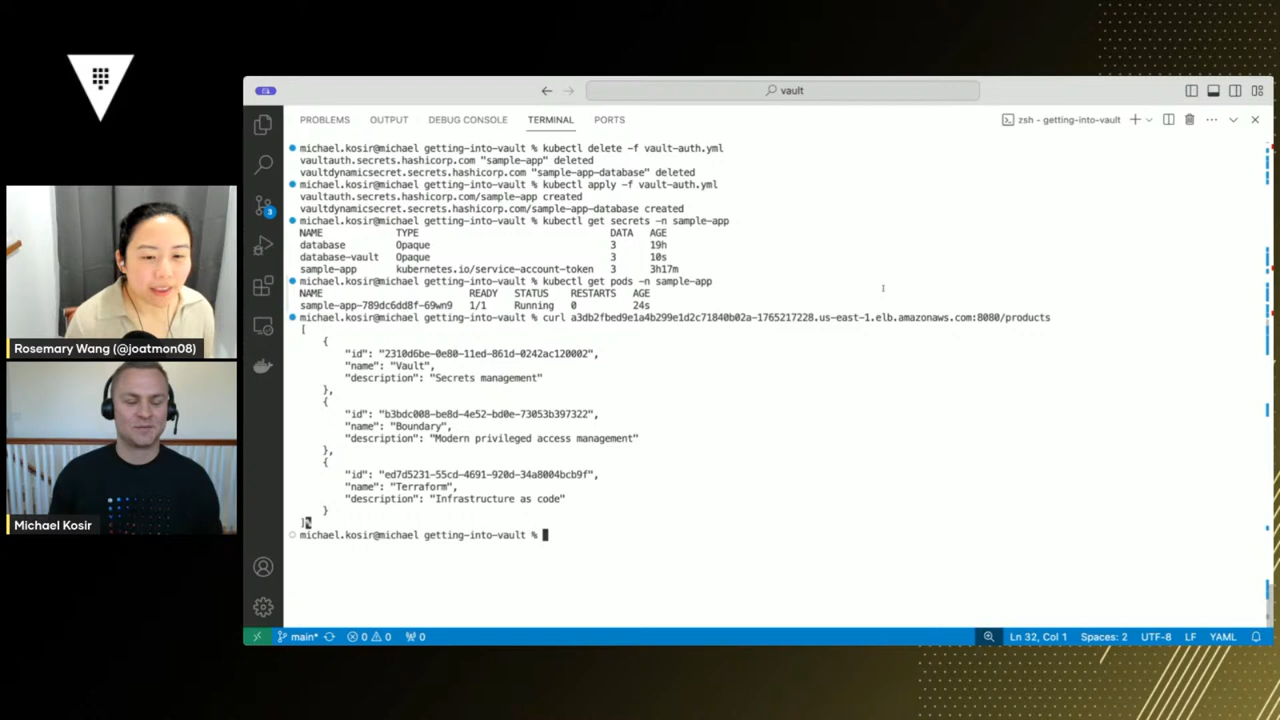 vault
PROBLEMS OUTPUT DEBUG CONSOLE TERMINAL PORTS
zsh - getting-into-vault
michael.kosir@michael getting-into-vault % kubectl delete -f vault-auth.yml
vaultauth.secrets.hashicorp.com "sample-app" deleted
vaultdynamicsecret.secrets.hashicorp.com "sample-app-database" deleted
michael.kosir@michael getting-into-vault % kubectl apply -f vault-auth.yml
vaultauth.secrets.hashicorp.com/sample-app created
vaultdynamicsecret.secrets.hashicorp.com/sample-app-database created
michael.kosir@michael getting-into-vault % kubectl get secrets -n sample-app
NAME TYPE DATA AGE
database Opaque 3 19h
database-vault Opaque 3 10s
sample-app kubernetes.io/service-account-token 3 3h17m
michael.kosir@michael getting-into-vault % kubectl get pods -n sample-app
NAME READY STATUS RESTARTS AGE
sample-app-789dc6dd8f-69wn9 1/1 Running 0 24s
michael.kosir@michael getting-into-vault % curl a3db2fbed9e1a4b299e1d2c71840b02a-1765217228.us-east-1.elb.amazonaws.com:8080/products
[
{
"id": "2310d6be-0e80-11ed-861d-0242ac120002",
"name": "Vault",
"description": "Secrets management"
},
{
"id": "b3bdc008-be8d-4e52-bd0e-73053b397322",
"name": "Boundary",
"description": "Modern privileged access management"
},
{
"id": "ed7d5231-55cd-4691-920d-34a8004bcb9f",
"name": "Terraform",
"description": "Infrastructure as code"
}
]%
michael.kosir@michael getting-into-vault %
3
Rosemary Wang (@joatmon08)
Michael Kosir
main* 0 0 0
Ln 32, Col 1 Spaces: 2 UTF-8 LF YAML